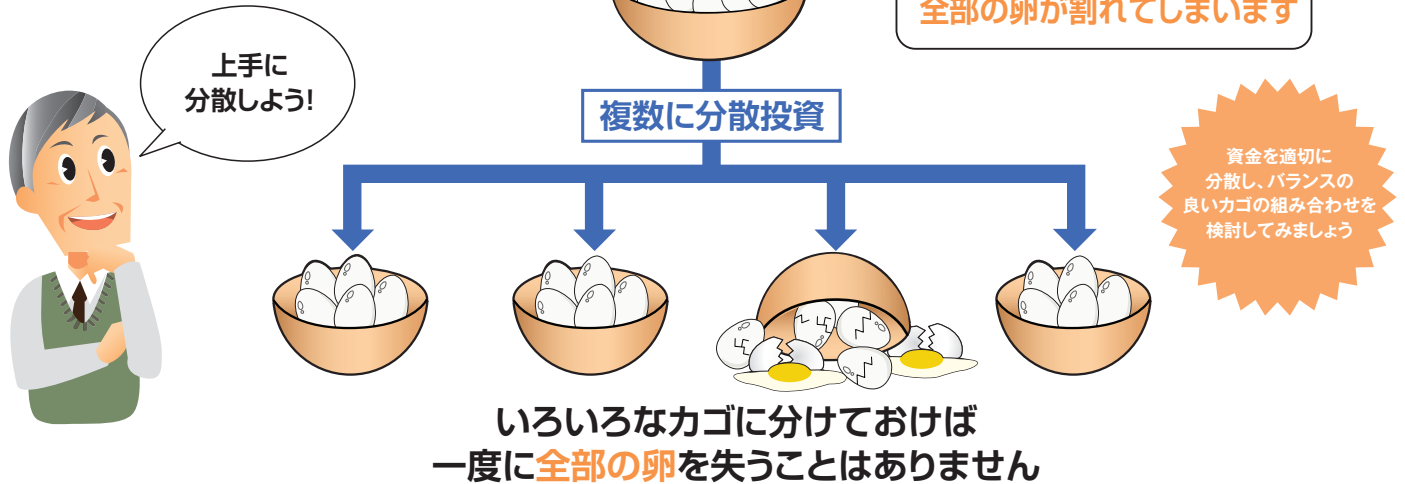 全部の卵が割れてしまいます
上手に
分散しよう!
複数に分散投資
資金を適切に
分散し、バランスの
良いカゴの組み合わせを
検討してみましょう
いろいろなカゴに分けておけば
一度に全部の卵を失うことはありません